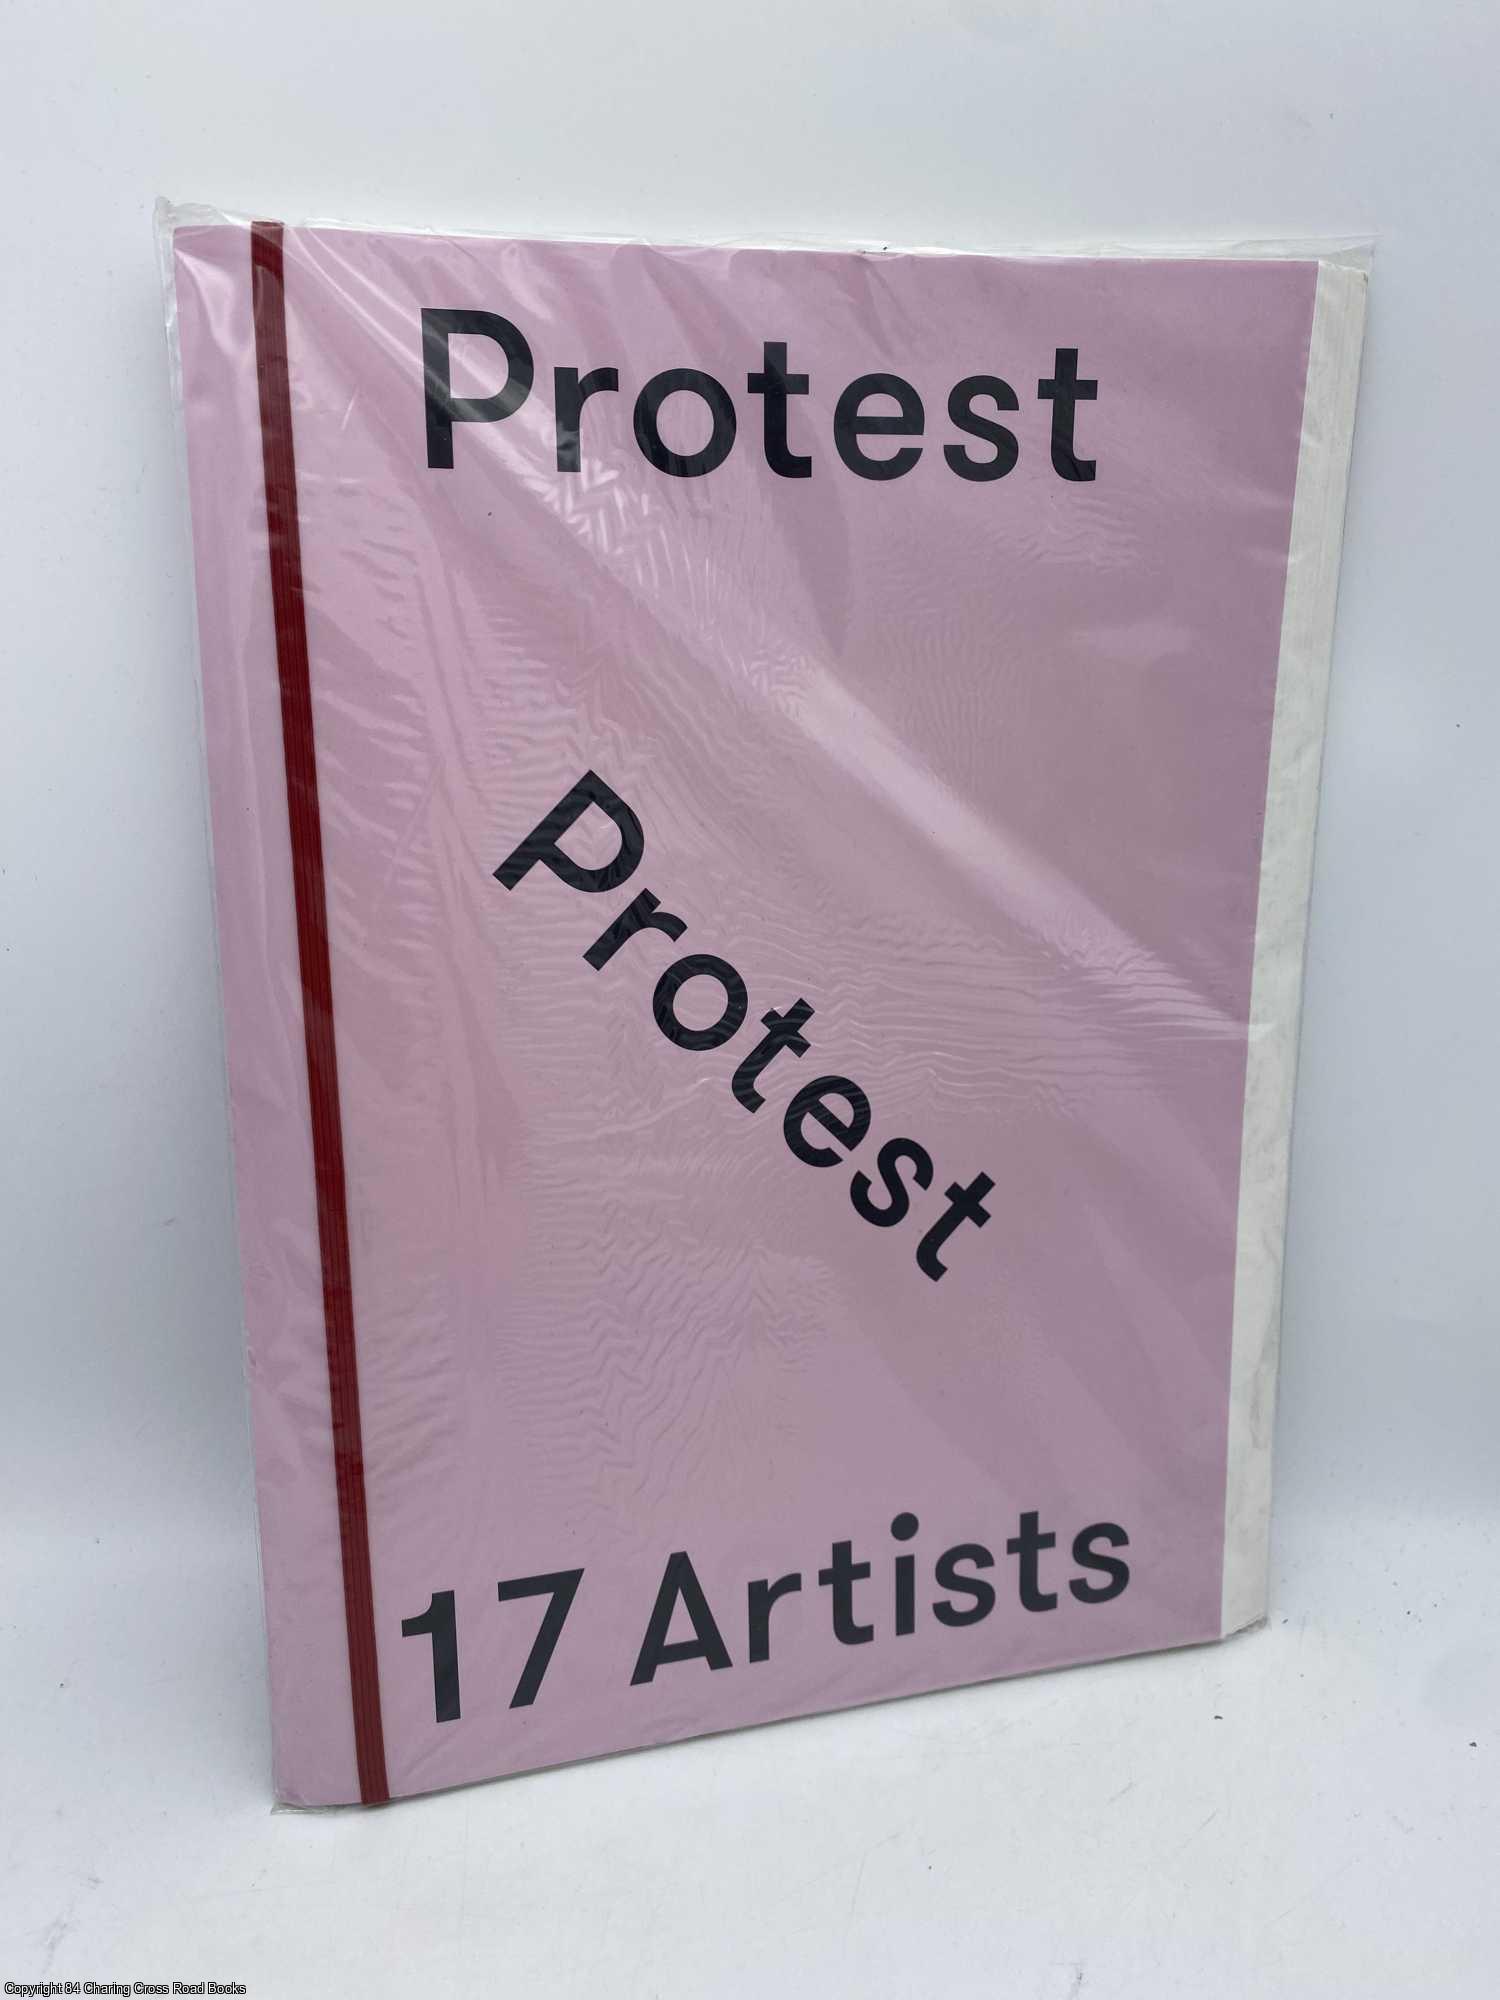 Protest
Protest
17 Artists
Copyright 84 Charing Cross Road Books